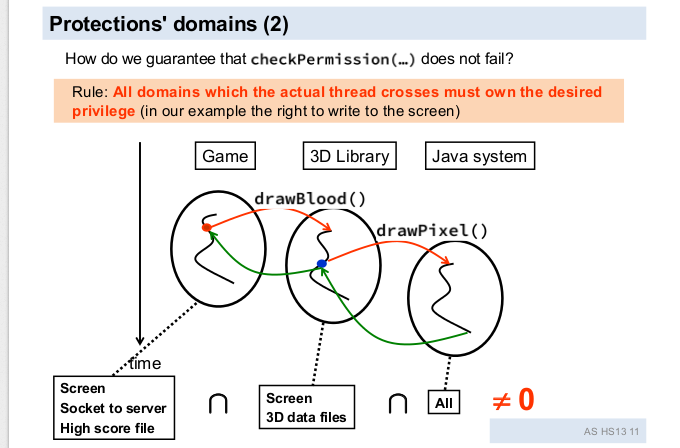 Protections' domains (2)
How do we guarantee that checkPermission(…) does not fail?
Rule: All domains which the actual thread crosses must own the desired
privilege (in our example the right to write to the screen)
Game
3D Library
Java system
drawBlood()
drawPixel()
time
Screen
Socket to server
High score file
∩
Screen
3D data files
∩
All
≠ 0
AS HS13 11